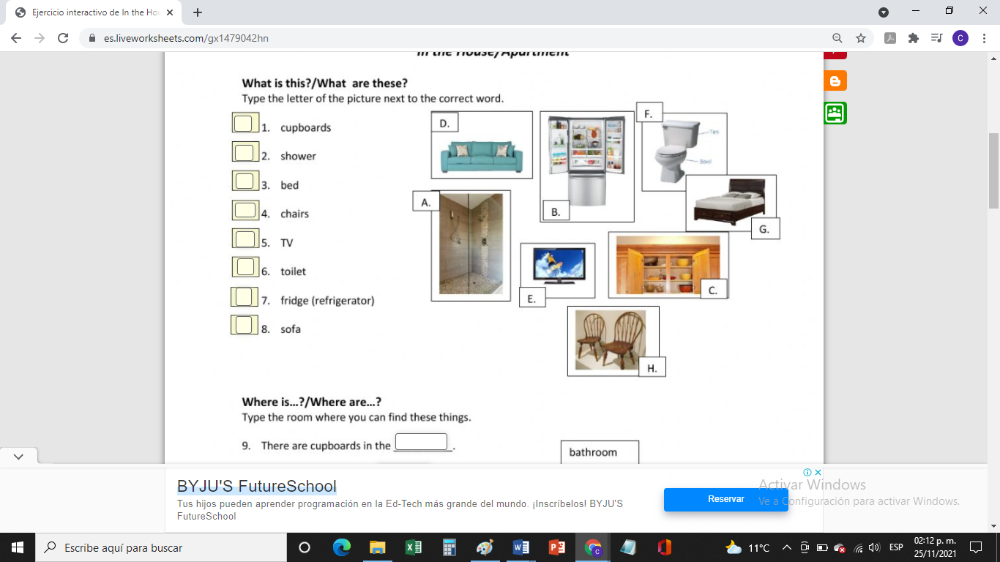 Ejercicio interactivo de In the Hou
es.liveworksheets.com/gx1479042hn
C
In the House/Apartment
What is this?/What are these?
Type the letter of the picture next to the correct word.
1. cupboards
2. shower
3. bed
4. chairs
5. TV
6. toilet
7. fridge (refrigerator)
8. sofa
D.
F.
Tank
Bowl
A.
B.
G.
E.
C.
H.
Where is...?/Where are...?
Type the room where you can find these things.
9. There are cupboards in the ________.
bathroom
BYJU'S FutureSchool
Tus hijos pueden aprender programación en la Ed-Tech más grande del mundo. ¡Inscríbelos! BYJU'S
FutureSchool
Reservar
Activar Windows
Ve a Configuración para activar Windows.
Escribe aquí para buscar
11°C
ESP
02:12 p. m.
25/11/2021